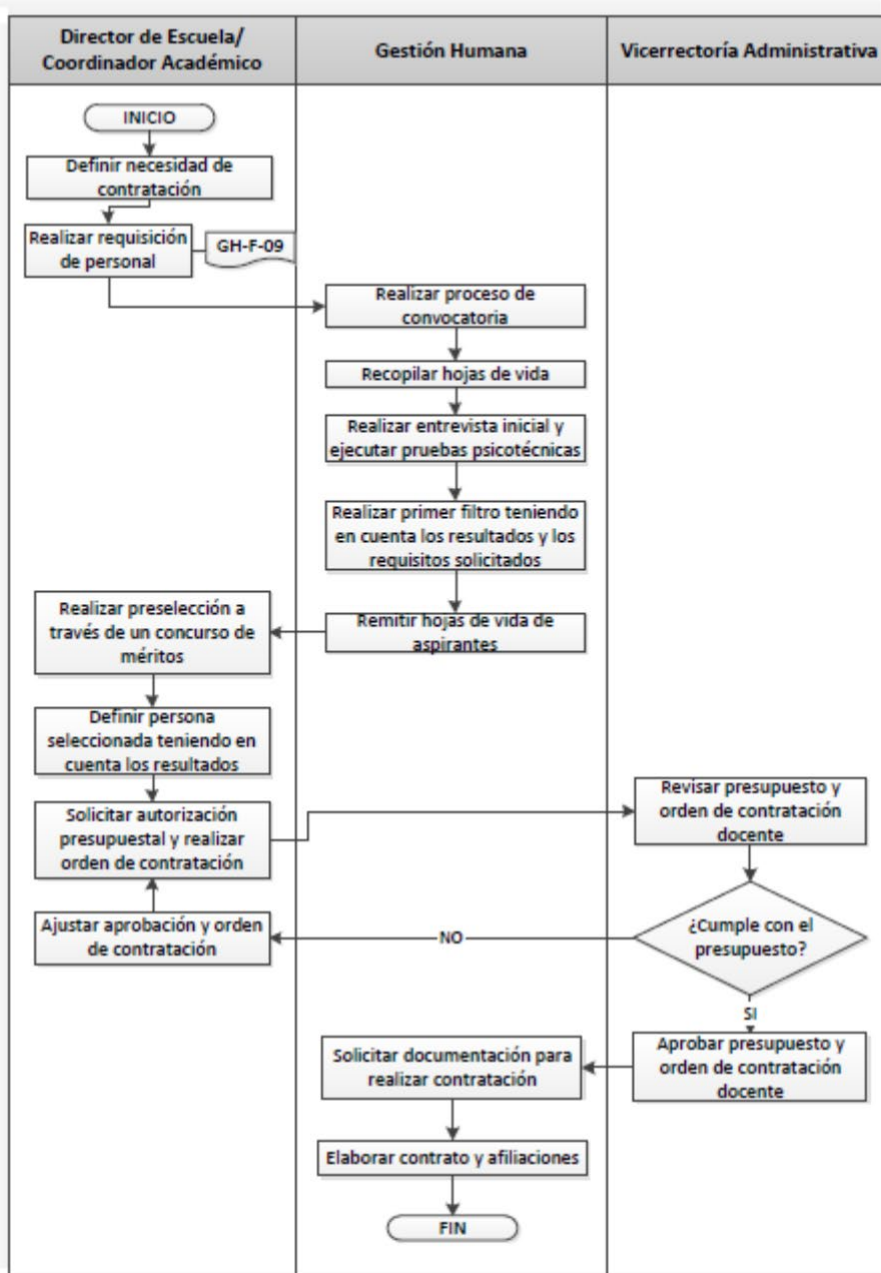 Director de Escuela/
Coordinador Académico
Gestión Humana
Vicerrectoría Administrativa
INICIO
Definir necesidad de
contratación
Realizar requisición
de personal
GH-F-09
Realizar proceso de
convocatoria
Recopilar hojas de vida
Realizar entrevista inicial y
ejecutar pruebas psicotécnicas
Realizar primer filtro teniendo
en cuenta los resultados y los
requisitos solicitados
Remitir hojas de vida de
aspirantes
Realizar preselección a
través de un concurso de
méritos
Definir persona
seleccionada teniendo en
cuenta los resultados
Solicitar autorización
presupuestal y realizar
orden de contratación
Revisar presupuesto y
orden de contratación
docente
¿Cumple con el
presupuesto?
NO
Ajustar aprobación y orden
de contratación
SI
Aprobar presupuesto y
orden de contratación
docente
Solicitar documentación para
realizar contratación
Elaborar contrato y afiliaciones
FIN